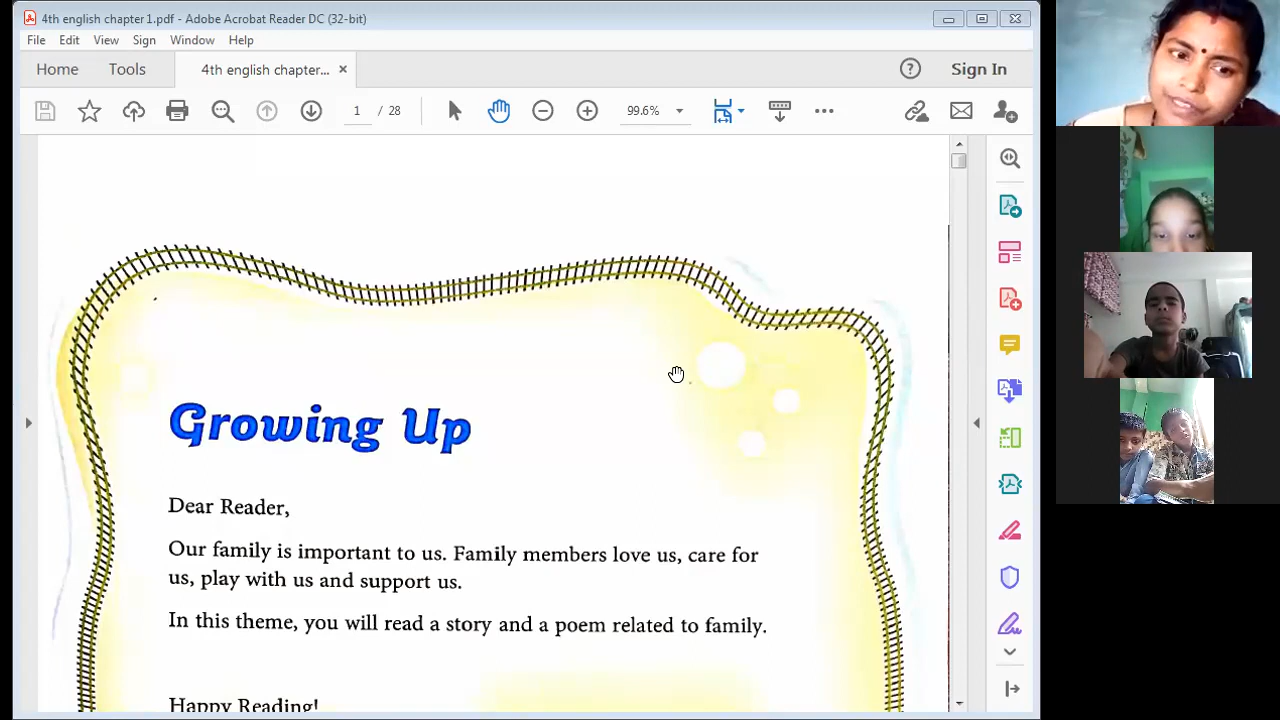 4th english chapter 1.pdf - Adobe Acrobat Reader DC (32-bit)
File Edit View Sign Window Help
Home Tools 4th english chapter... Sign In
1 / 28 99.6%
Growing Up
Dear Reader,
Our family is important to us. Family members love us, care for
us, play with us and support us.
In this theme, you will read a story and a poem related to family.
Happy Reading!